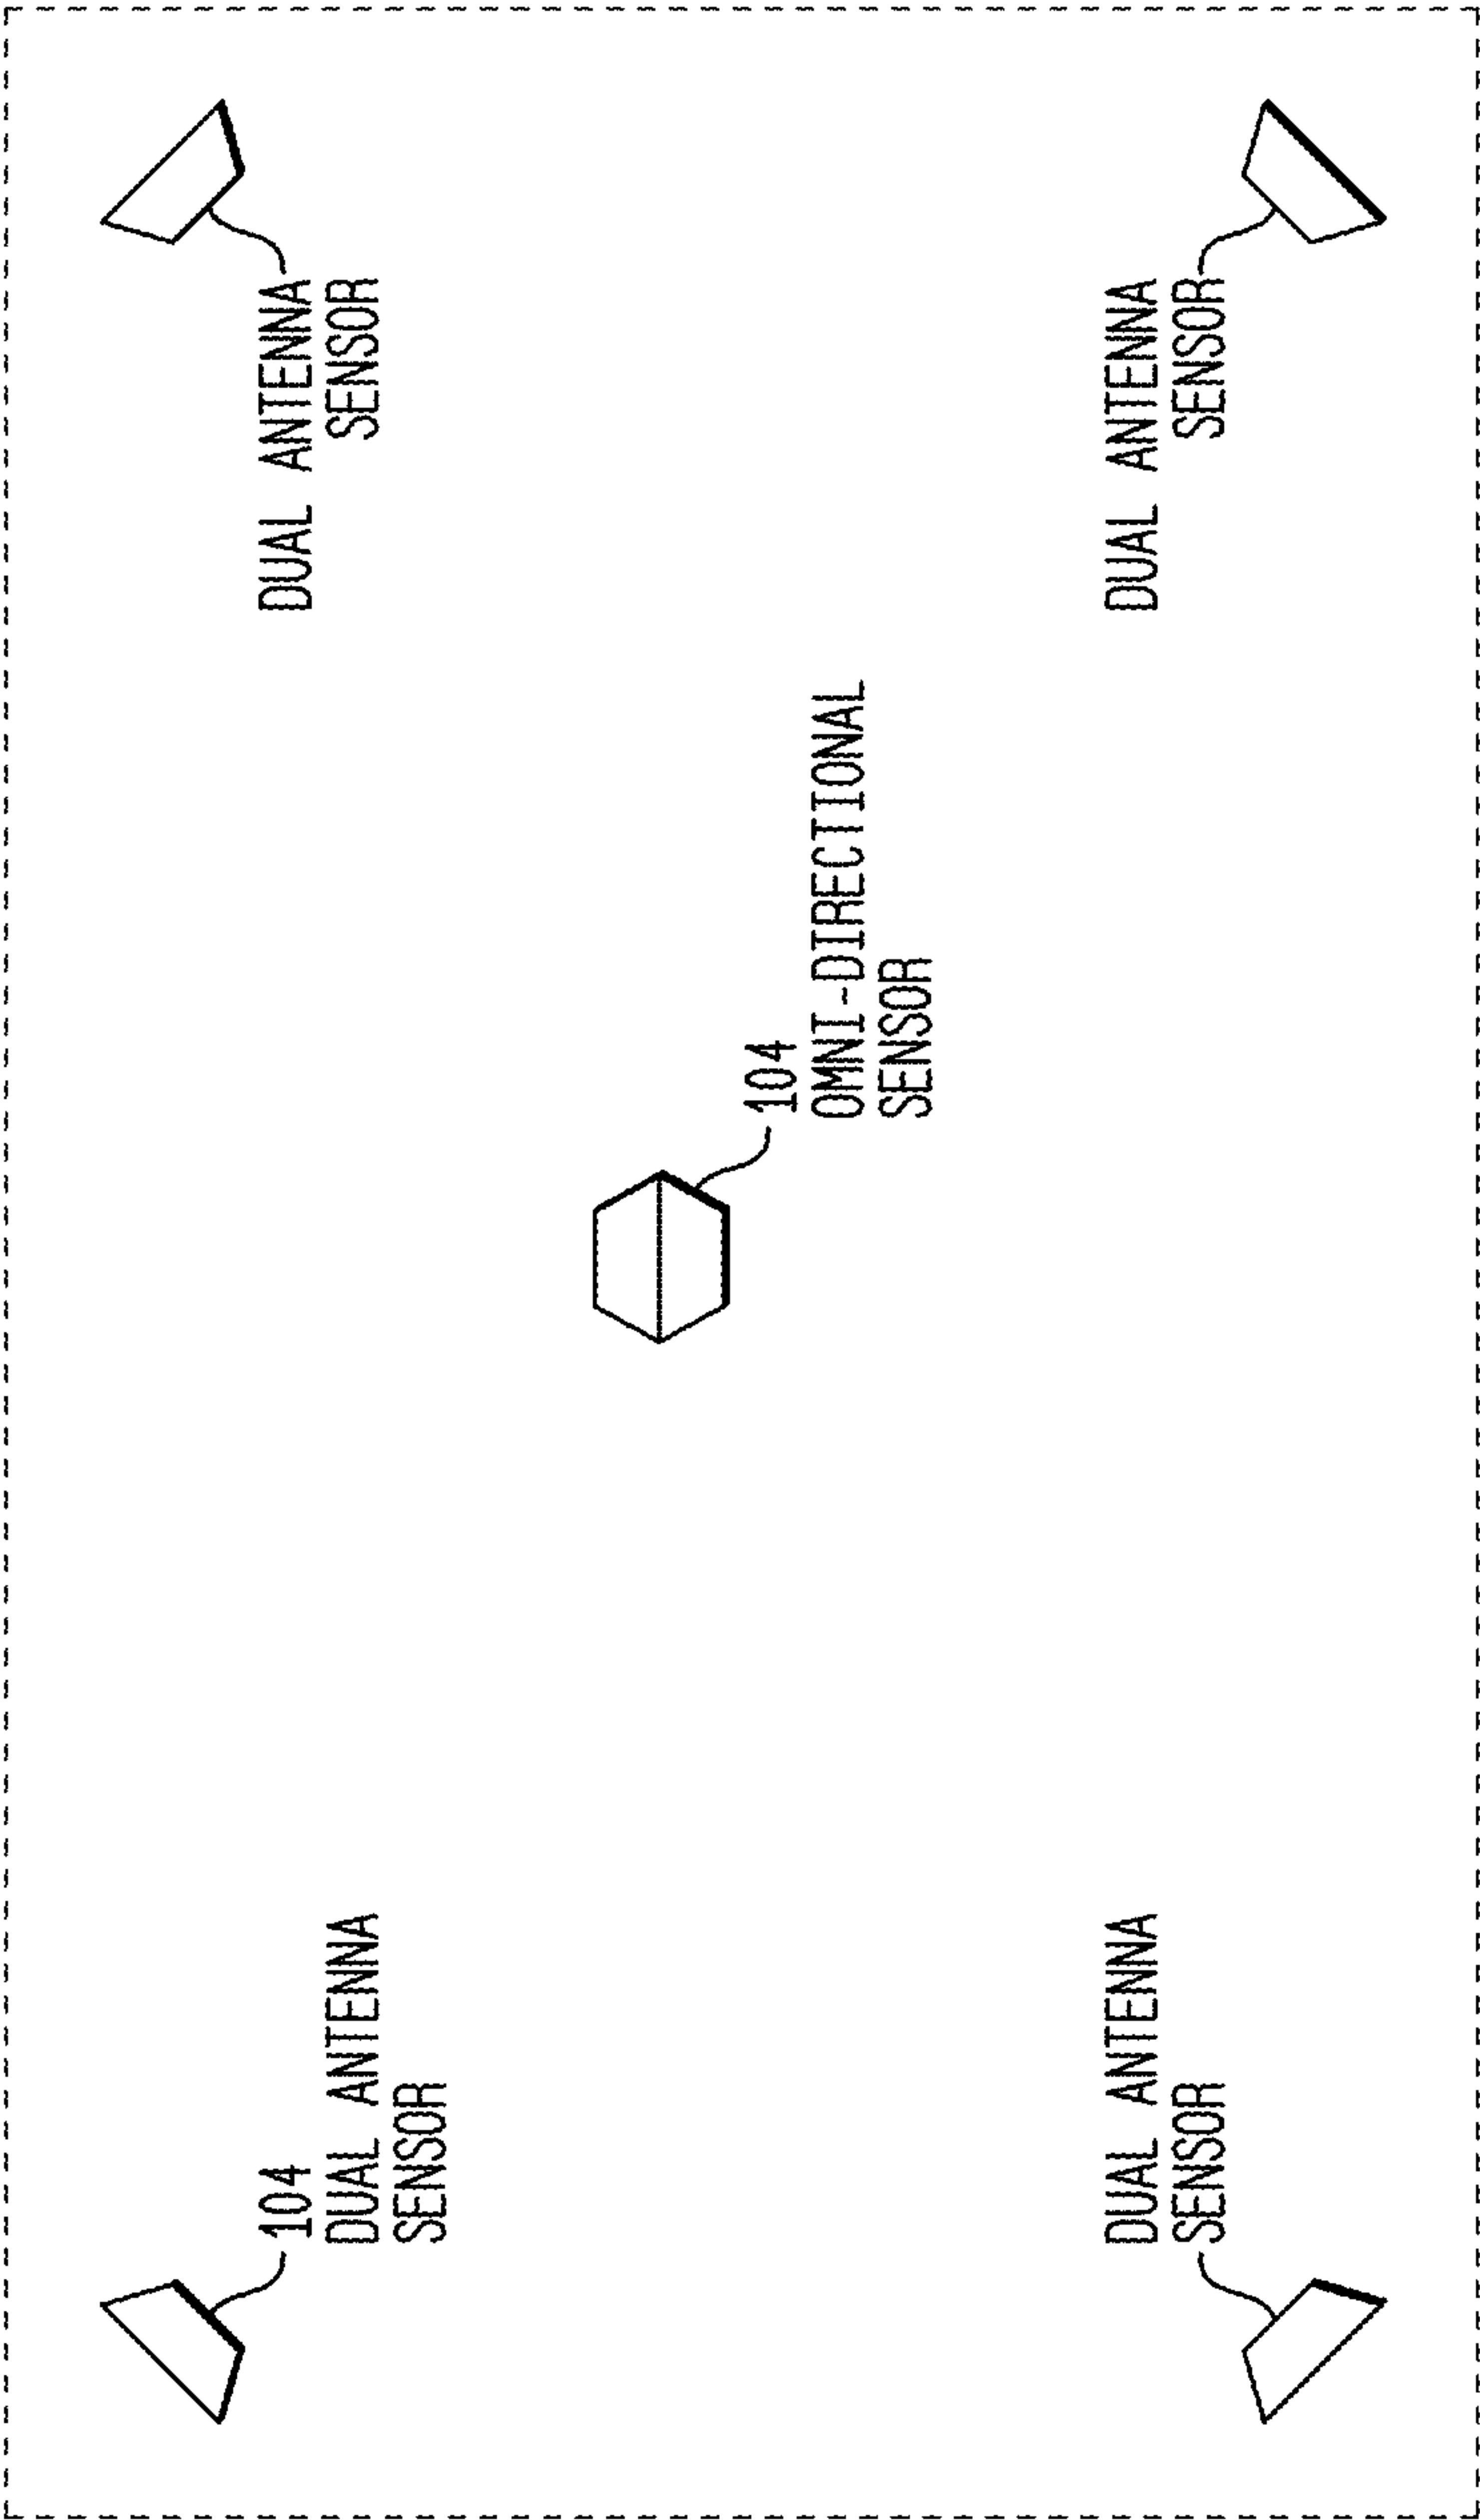 104
DUAL ANTENNA
SENSOR
DUAL ANTENNA
SENSOR
104
OMNI-DIRECTIONAL
SENSOR
DUAL ANTENNA
SENSOR
DUAL ANTENNA
SENSOR